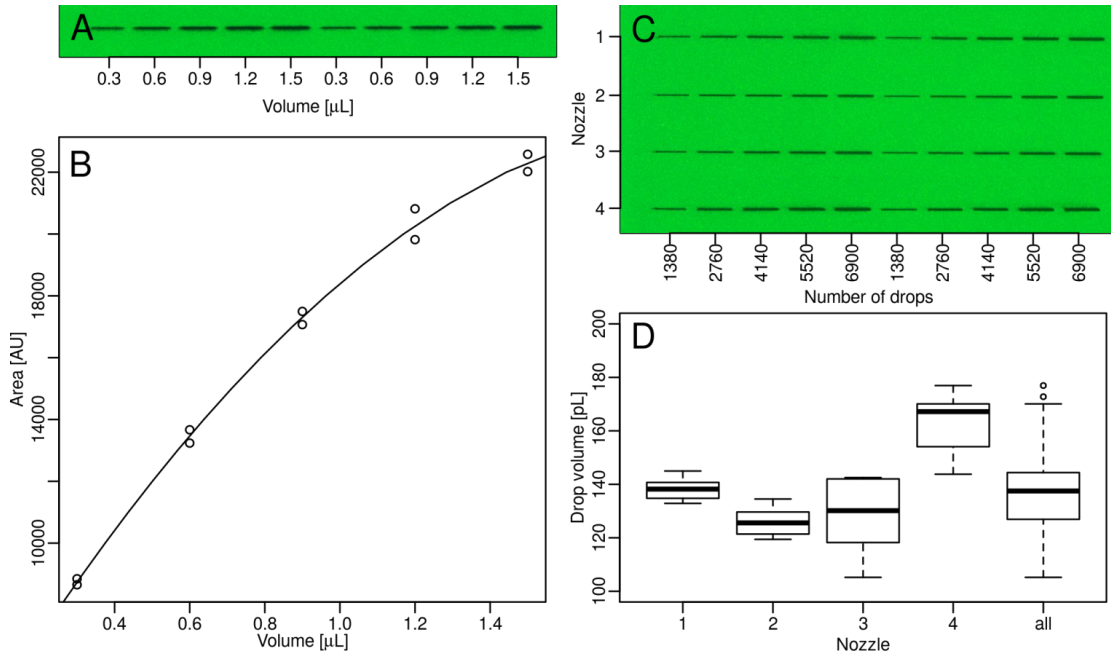 A
0.3 0.6 0.9 1.2 1.5 0.3 0.6 0.9 1.2 1.5
Volume [μL]
B
Area [AU]
22000
18000
14000
10000
0.4 0.6 0.8 1.0 1.2 1.4
Volume [μL]
C
Nozzle
1
2
3
4
1380 2760 4140 5520 6900 1380 2760 4140 5520 6900
Number of drops
D
Drop volume [pL]
200
180
160
140
120
100
1 2 3 4 all
Nozzle